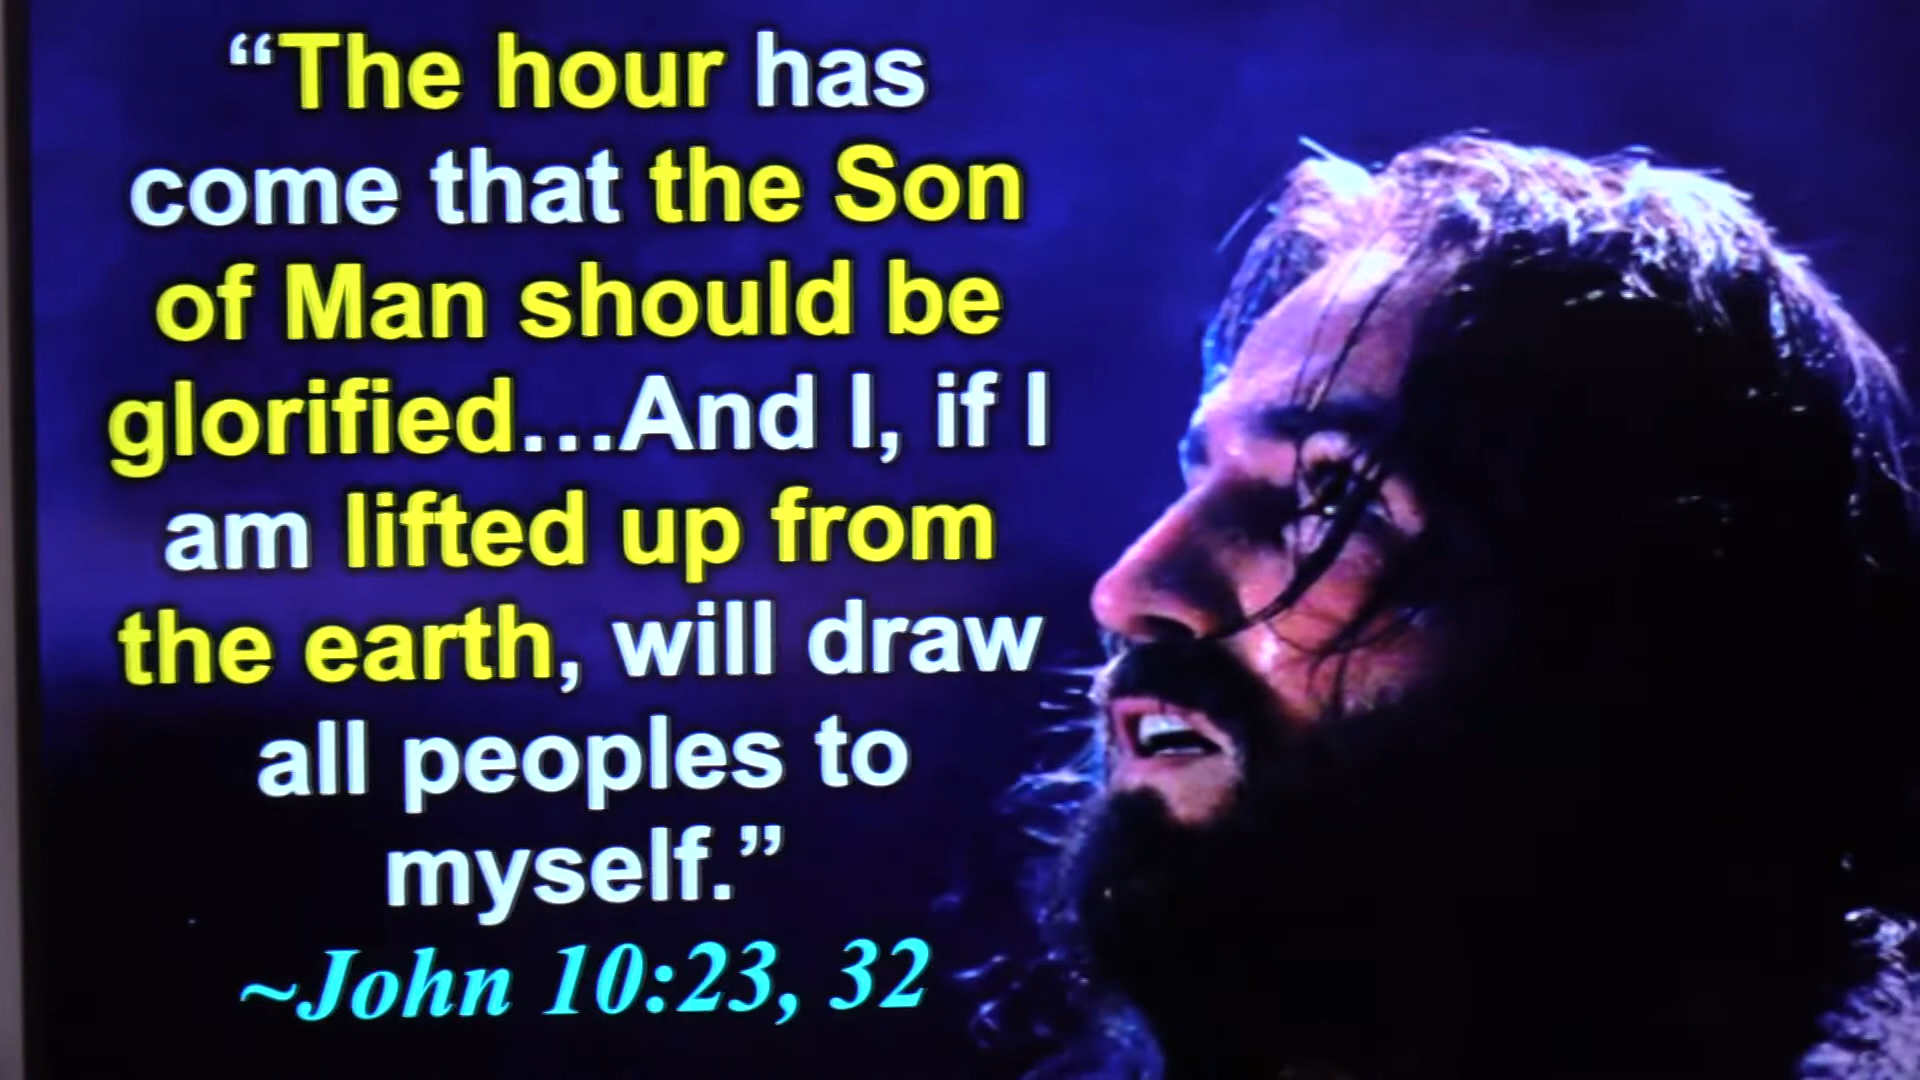 “The hour has
come that the Son
of Man should be
glorified…And I, if I
am lifted up from
the earth, will draw
all peoples to
myself.”
~John 10:23, 32